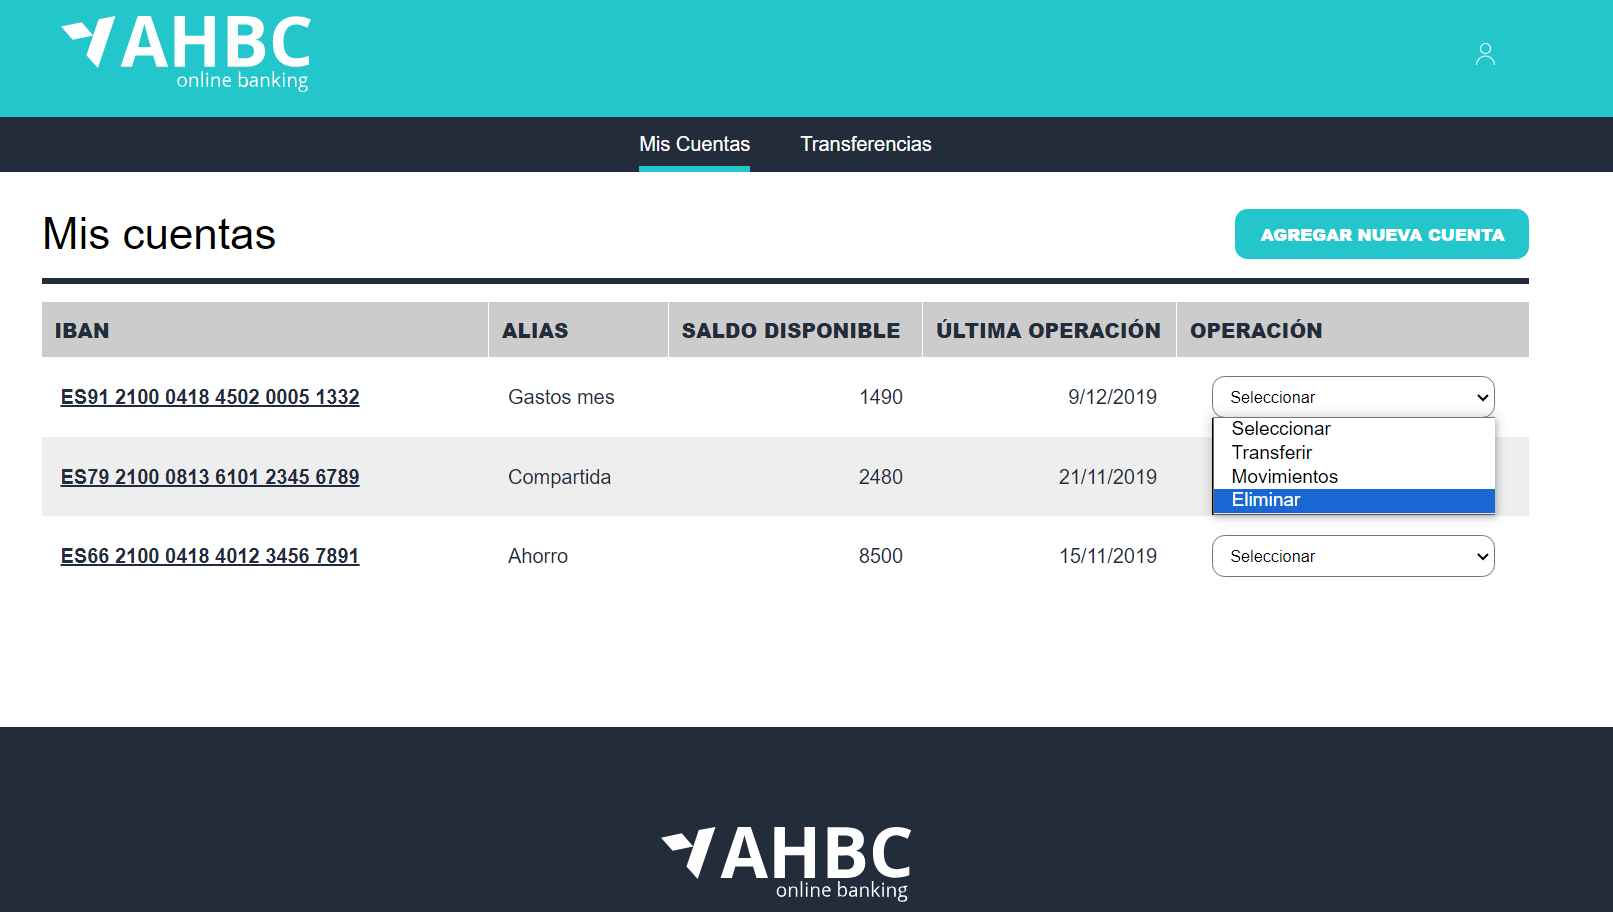 AHBC
online banking
Mis Cuentas Transferencias
Mis cuentas AGREGAR NUEVA CUENTA
IBAN ALIAS SALDO DISPONIBLE ÚLTIMA OPERACIÓN OPERACIÓN
ES91 2100 0418 4502 0005 1332 Gastos mes 1490 9/12/2019 Seleccionar
Seleccionar
Transferir
Movimientos
Eliminar
ES79 2100 0813 6101 2345 6789 Compartida 2480 21/11/2019
ES66 2100 0418 4012 3456 7891 Ahorro 8500 15/11/2019 Seleccionar
AHBC
online banking